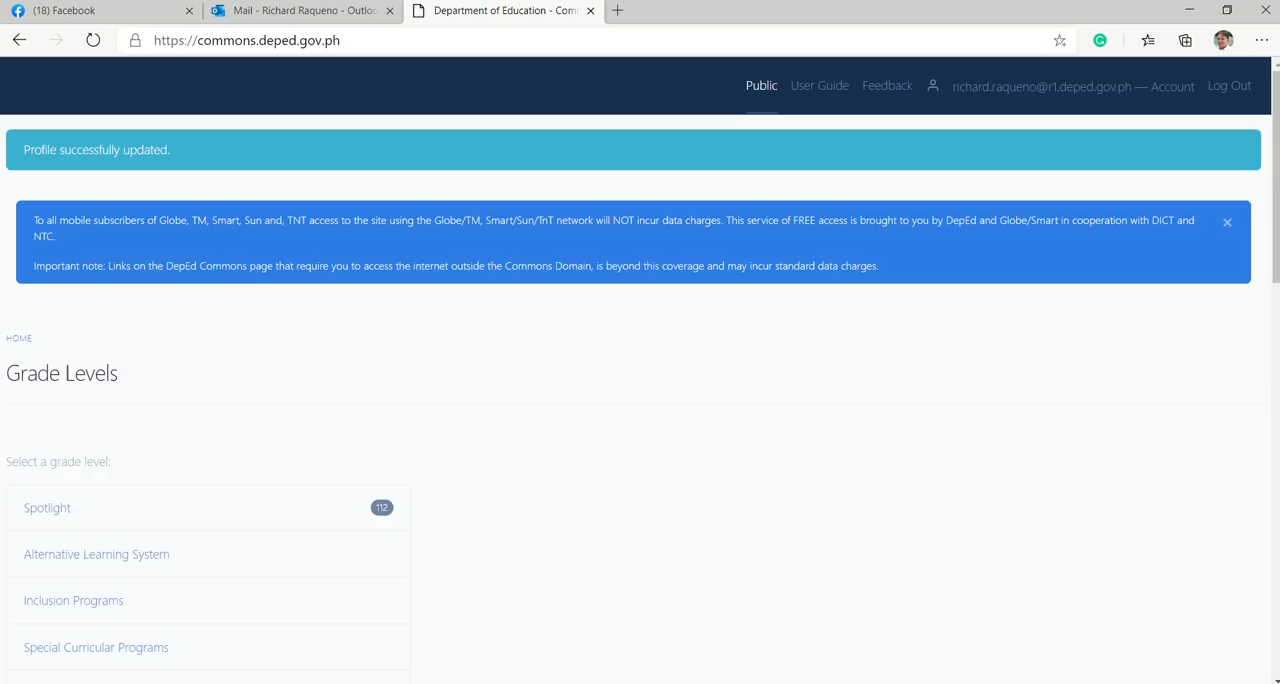 (18) Facebook
Mail - Richard Raqueno - Outlo
Department of Education - Com
https://commons.deped.gov.ph
Public User Guide Feedback richard.raqueno@r1.deped.gov.ph — Account Log Out
Profile successfully updated.
To all mobile subscribers of Globe, TM, Smart, Sun and, TNT access to the site using the Globe/TM, Smart/Sun/TnT network will NOT incur data charges. This service of FREE access is brought to you by DepEd and Globe/Smart in cooperation with DICT and
NTC.
Important note: Links on the DepEd Commons page that require you to access the internet outside the Commons Domain, is beyond this coverage and may incur standard data charges.
HOME
Grade Levels
Select a grade level:
Spotlight 112
Alternative Learning System
Inclusion Programs
Special Curricular Programs